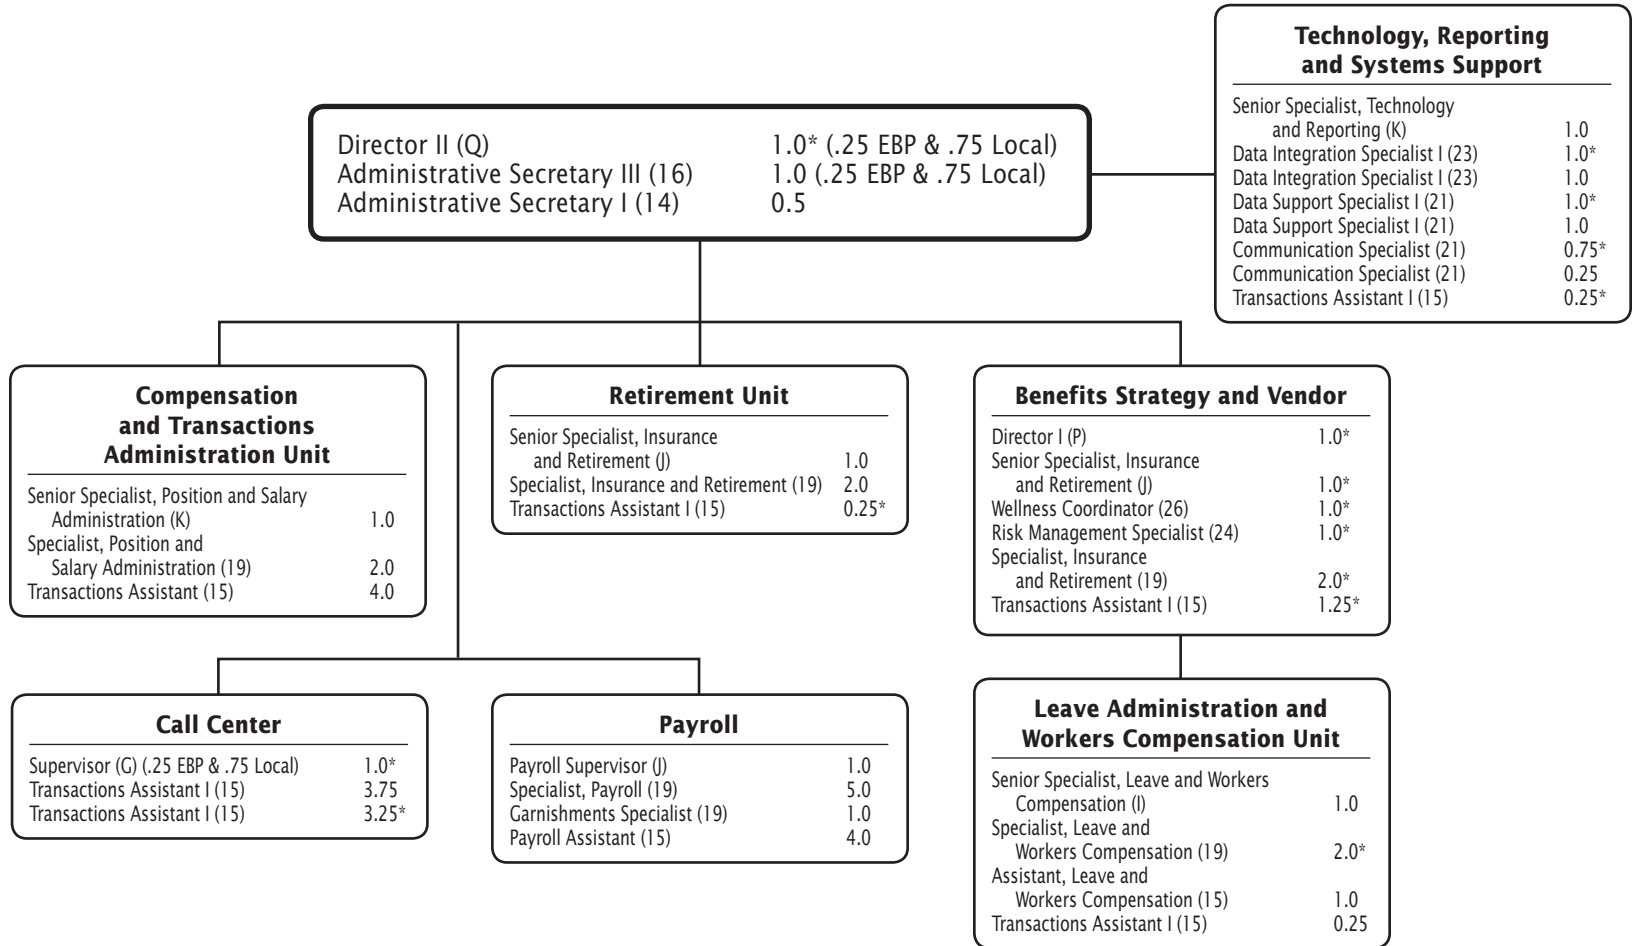 Technology, Reporting
and Systems Support
Senior Specialist, Technology
and Reporting (K) 1.0
Data Integration Specialist I (23) 1.0*
Data Integration Specialist I (23) 1.0
Data Support Specialist I (21) 1.0*
Data Support Specialist I (21) 1.0
Communication Specialist (21) 0.75*
Communication Specialist (21) 0.25
Transactions Assistant I (15) 0.25*
Director II (Q) 1.0* (.25 EBP & .75 Local)
Administrative Secretary III (16) 1.0 (.25 EBP & .75 Local)
Administrative Secretary I (14) 0.5
Compensation
and Transactions
Administration Unit
Senior Specialist, Position and Salary
Administration (K) 1.0
Specialist, Position and
Salary Administration (19) 2.0
Transactions Assistant (15) 4.0
Retirement Unit
Senior Specialist, Insurance
and Retirement (J) 1.0
Specialist, Insurance and Retirement (19) 2.0
Transactions Assistant I (15) 0.25*
Benefits Strategy and Vendor
Director I (P) 1.0*
Senior Specialist, Insurance
and Retirement (J) 1.0*
Wellness Coordinator (26) 1.0*
Risk Management Specialist (24) 1.0*
Specialist, Insurance
and Retirement (19) 2.0*
Transactions Assistant I (15) 1.25*
Call Center
Supervisor (G) (.25 EBP & .75 Local) 1.0*
Transactions Assistant I (15) 3.75
Transactions Assistant I (15) 3.25*
Payroll
Payroll Supervisor (J) 1.0
Specialist, Payroll (19) 5.0
Garnishments Specialist (19) 1.0
Payroll Assistant (15) 4.0
Leave Administration and
Workers Compensation Unit
Senior Specialist, Leave and Workers
Compensation (I) 1.0
Specialist, Leave and
Workers Compensation (19) 2.0*
Assistant, Leave and
Workers Compensation (15) 1.0
Transactions Assistant I (15) 0.25